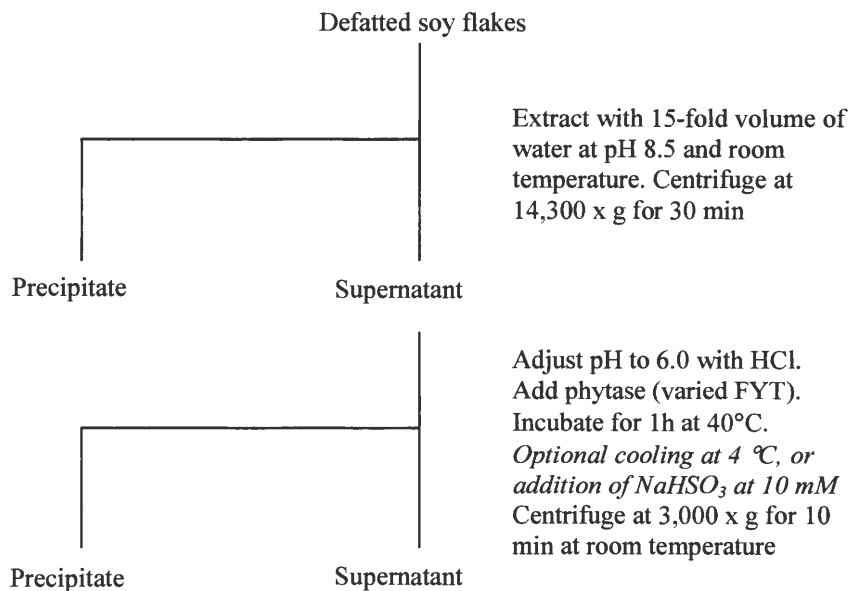 Defatted soy flakes
Extract with 15-fold volume of
water at pH 8.5 and room
temperature. Centrifuge at
14,300 x g for 30 min
Precipitate
Supernatant
Adjust pH to 6.0 with HCl.
Add phytase (varied FYT).
Incubate for 1h at 40°C.
Optional cooling at 4 ℃, or
addition of NaHSO₃ at 10 mM
Centrifuge at 3,000 x g for 10
min at room temperature
Precipitate
Supernatant